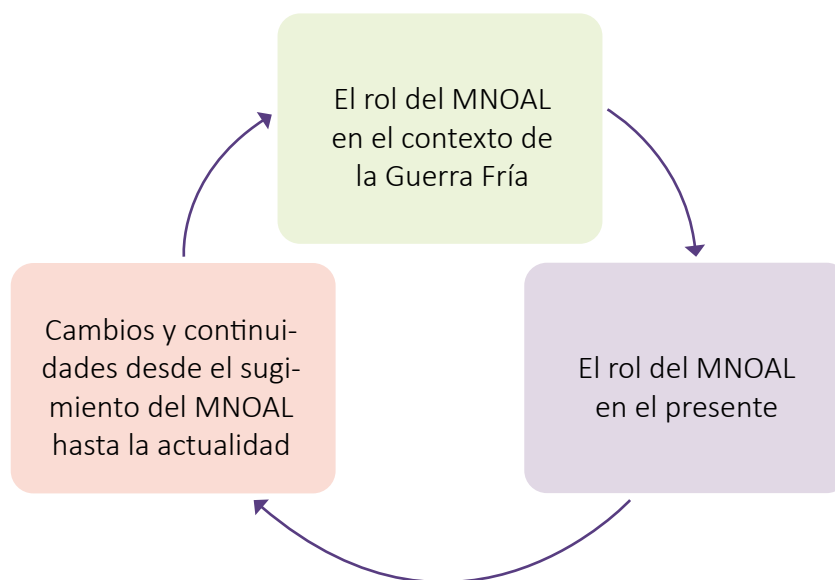 El rol del MNOAL
en el contexto de
la Guerra Fría
Cambios y continui-
dades desde el sugi-
miento del MNOAL
hasta la actualidad
El rol del MNOAL
en el presente